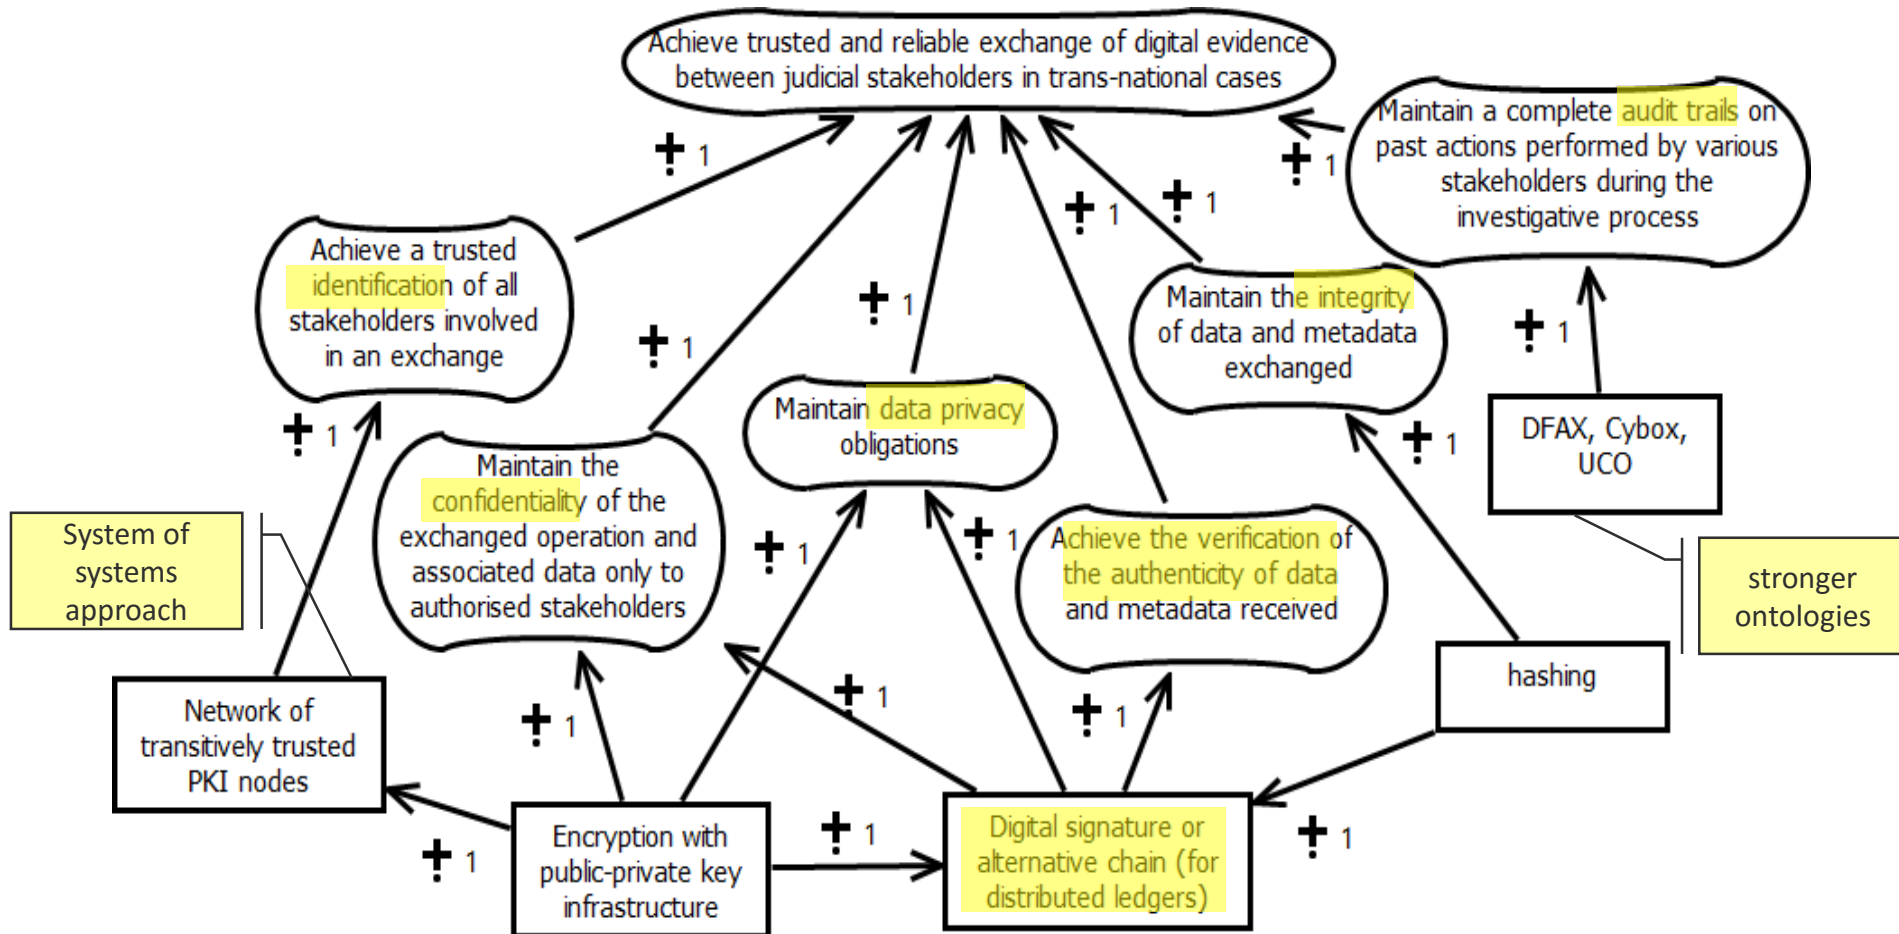 Achieve trusted and reliable exchange of digital evidence
between judicial stakeholders in trans-national cases
Maintain a complete audit trails on
past actions performed by various
stakeholders during the
investigative process
1
1
1
1
Achieve a trusted
identification of all
stakeholders involved
in an exchange
Maintain the integrity
of data and metadata
exchanged
1
1
1
Maintain data privacy
obligations
DFAX, Cybox,
UCO
1
1
Maintain the
confidentiality of the
exchanged operation and
associated data only to
authorised stakeholders
1
1
Achieve the verification of
the authenticity of data
and metadata received
System of
systems
approach
stronger
ontologies
hashing
1
1
1
Network of
transitively trusted
PKI nodes
1
1
1
Encryption with
public-private key
infrastructure
Digital signature or
alternative chain (for
distributed ledgers)